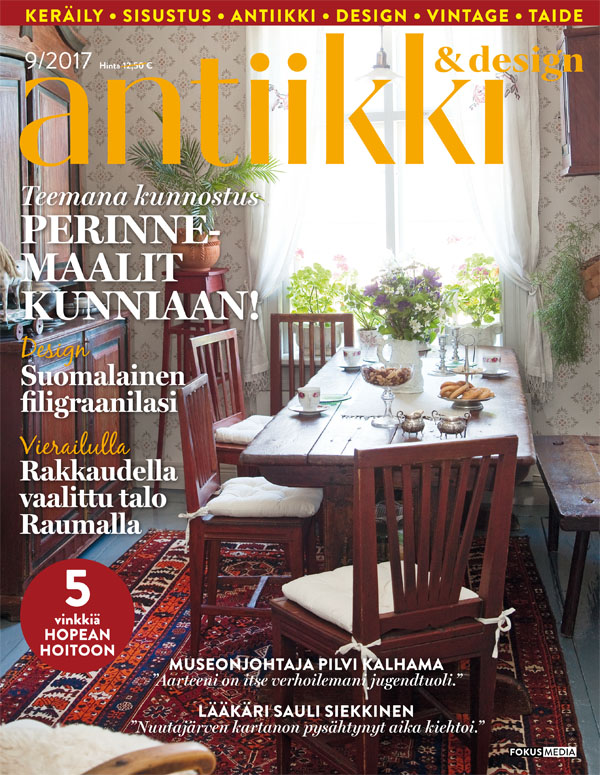 KERÄILY • SISUSTUS • ANTIIKKI • DESIGN • VINTAGE • TAIDE
9/2017 Hinta 12,50 €
antiikki
& design
Teemana kunnostus
PERINNE-
MAALIT
KUNNIAAN!
Design
Suomalainen
filigraanilasi
Vierailulla
Rakkaudella
vaalittu talo
Raumalla
5
vinkkiä
HOPEAN
HOITOON
MUSEONJOHTAJA PILVI KALHAMA
"Aarteeni on itse verhoilemani jugendtuoli."
LÄÄKÄRI SAULI SIEKKINEN
"Nuutajärven kartanon pysähtynyt aika kiehtoi."
FOKUS MEDIA